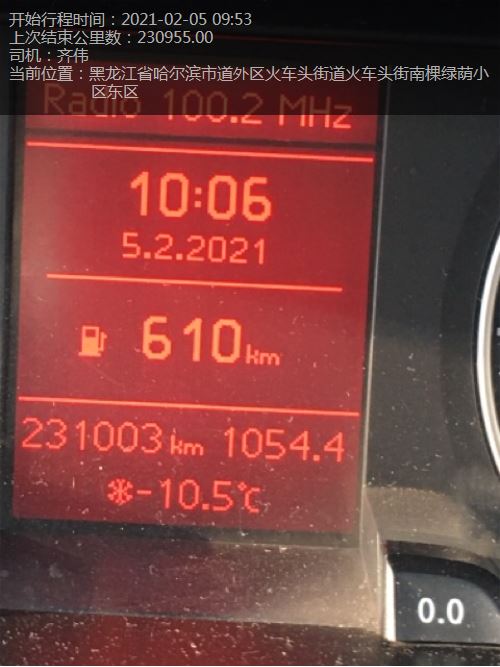 开始行程时间：2021-02-05 09:53
上次结束公里数：230955.00
司机：齐伟
当前位置：黑龙江省哈尔滨市道外区火车头街道火车头街南棵绿荫小
区东区
Radio 100.2 MHz
10:06
5.2.2021
610km
231003km 1054.4
-10.5℃
0.0